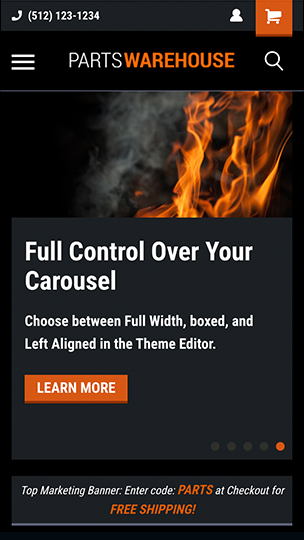 (512) 123-1234
PARTSWAREHOUSE
Full Control Over Your
Carousel
Choose between Full Width, boxed, and
Left Aligned in the Theme Editor.
LEARN MORE
Top Marketing Banner: Enter code: PARTS at Checkout for
FREE SHIPPING!